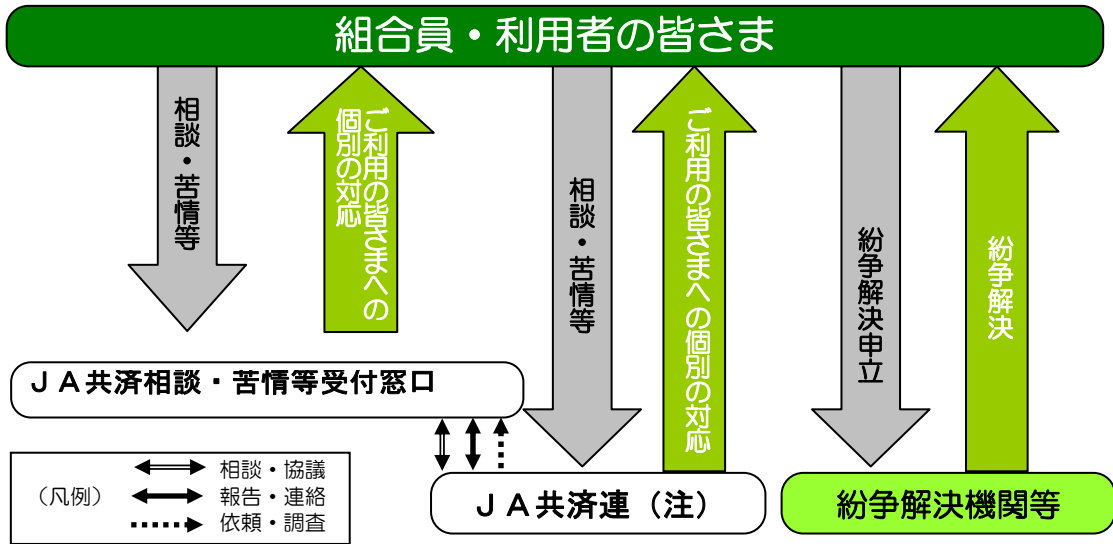 組合員・利用者の皆さま
相談・苦情等
ご利用の皆さまへの
個別の対応
相談・苦情等
ご利用の皆さまへの個別の対応
紛争解決申立
紛争解決
ＪＡ共済相談・苦情等受付窓口
（凡例）
相談・協議
報告・連絡
依頼・調査
ＪＡ共済連（注）
紛争解決機関等